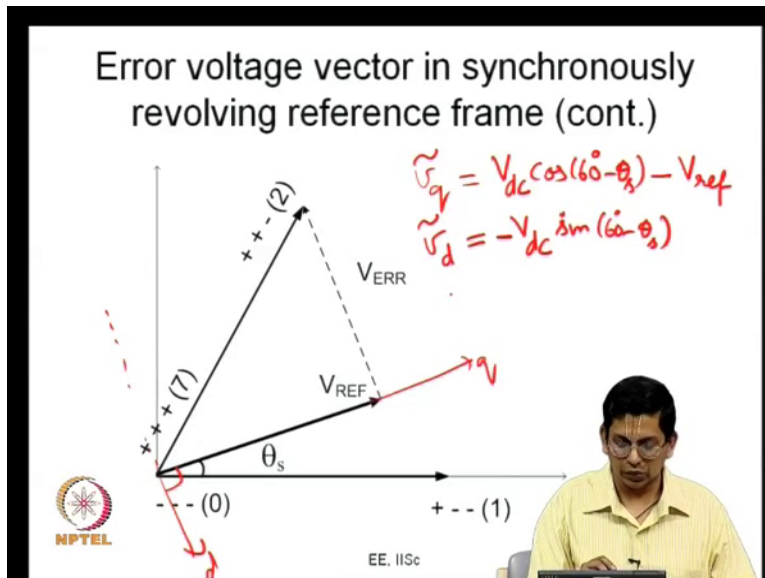 Error voltage vector in synchronously
revolving reference frame (cont.)
ṽq = Vdc cos(60° - θs) - Vref
ṽd = -Vdc sin(60° - θs)
+ + - (2)
VERR
+ + + (7)
VREF
q
θs
- - - (0)
+ - - (1)
d
NPTEL
EE, IISc